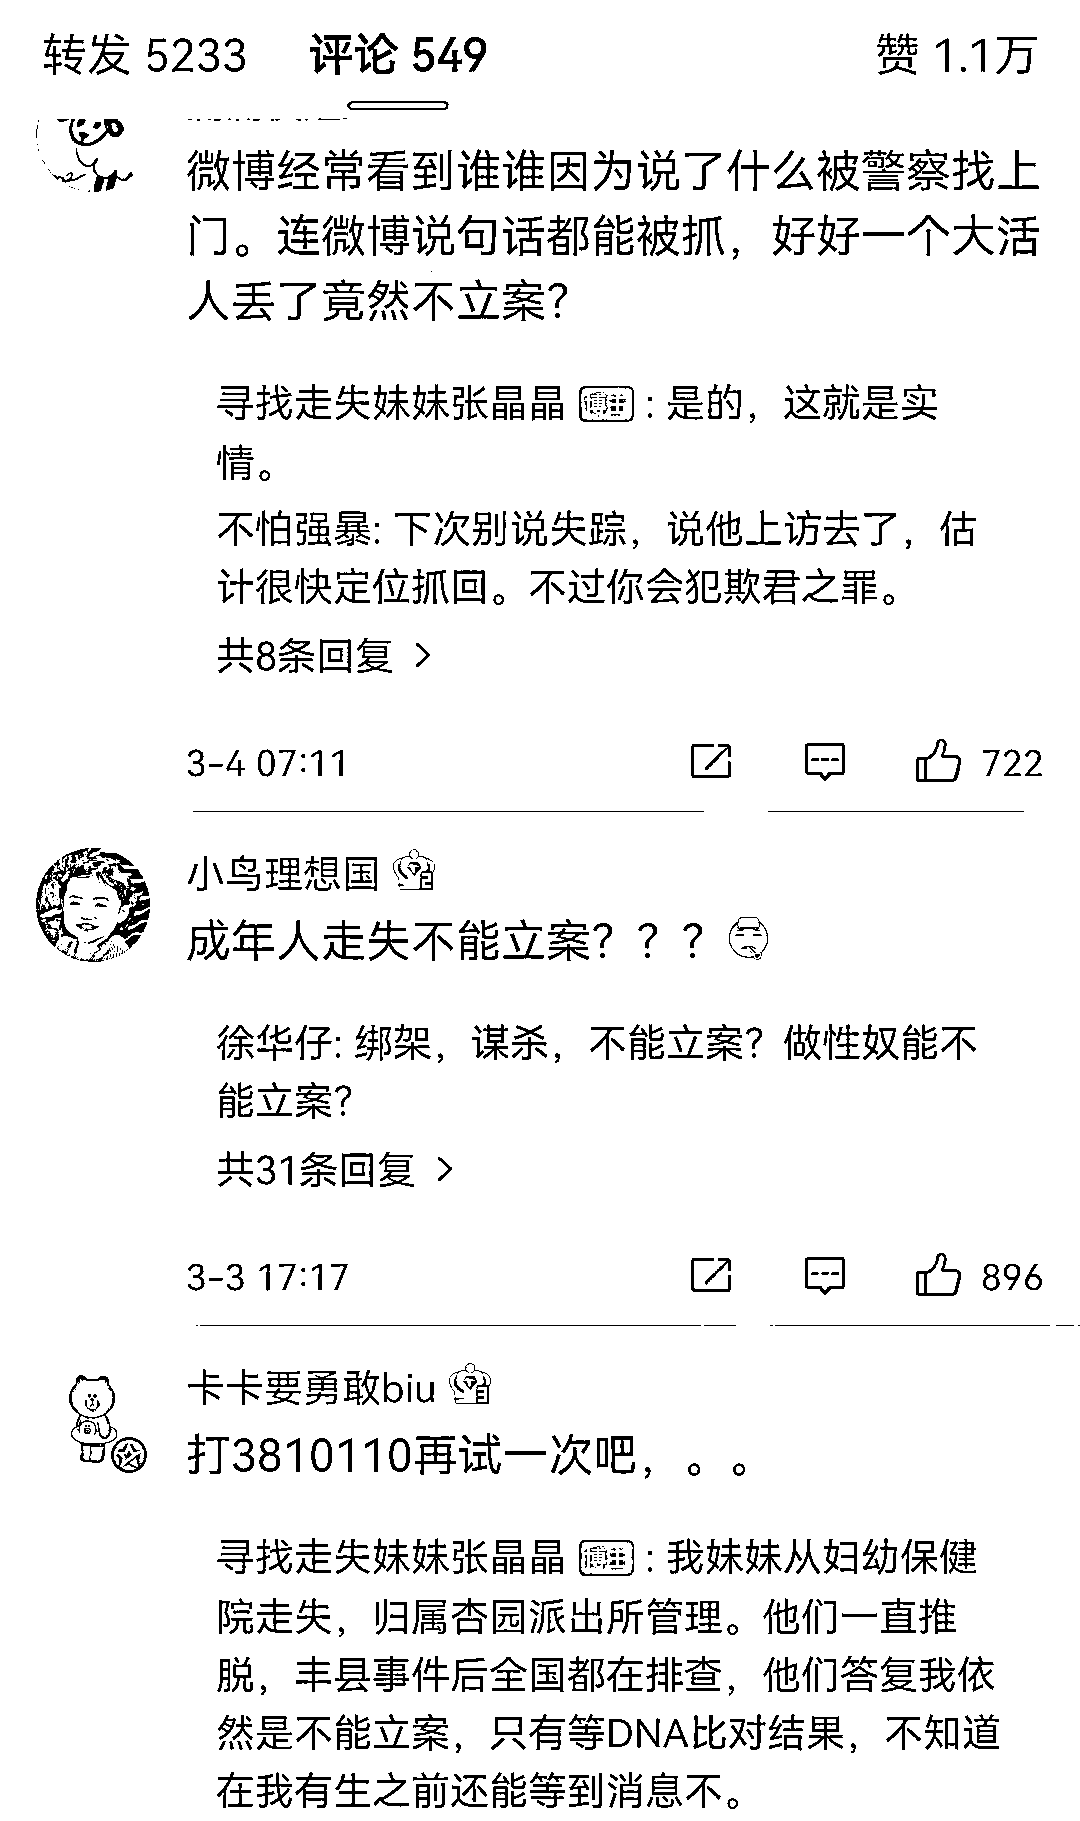 转发 5233 评论 549 赞 1.1万
微博经常看到谁谁因为说了什么被警察找上
门。连微博说句话都能被抓，好好一个大活
人丢了竟然不立案？
寻找走失妹妹张晶晶 博主 : 是的，这就是实
情。
不怕强暴: 下次别说失踪，说他上访去了，估
计很快定位抓回。不过你会犯欺君之罪。
共8条回复 >
3-4 07:11 722
小鸟理想国
成年人走失不能立案？？？
徐华仔: 绑架，谋杀，不能立案？做性奴能不
能立案？
共31条回复 >
3-3 17:17 896
卡卡要勇敢biu
打3810110再试一次吧，。。
寻找走失妹妹张晶晶 博主 : 我妹妹从妇幼保健
院走失，归属杏园派出所管理。他们一直推
脱，丰县事件后全国都在排查，他们答复我依
然是不能立案，只有等DNA比对结果，不知道
在我有生之前还能等到消息不。